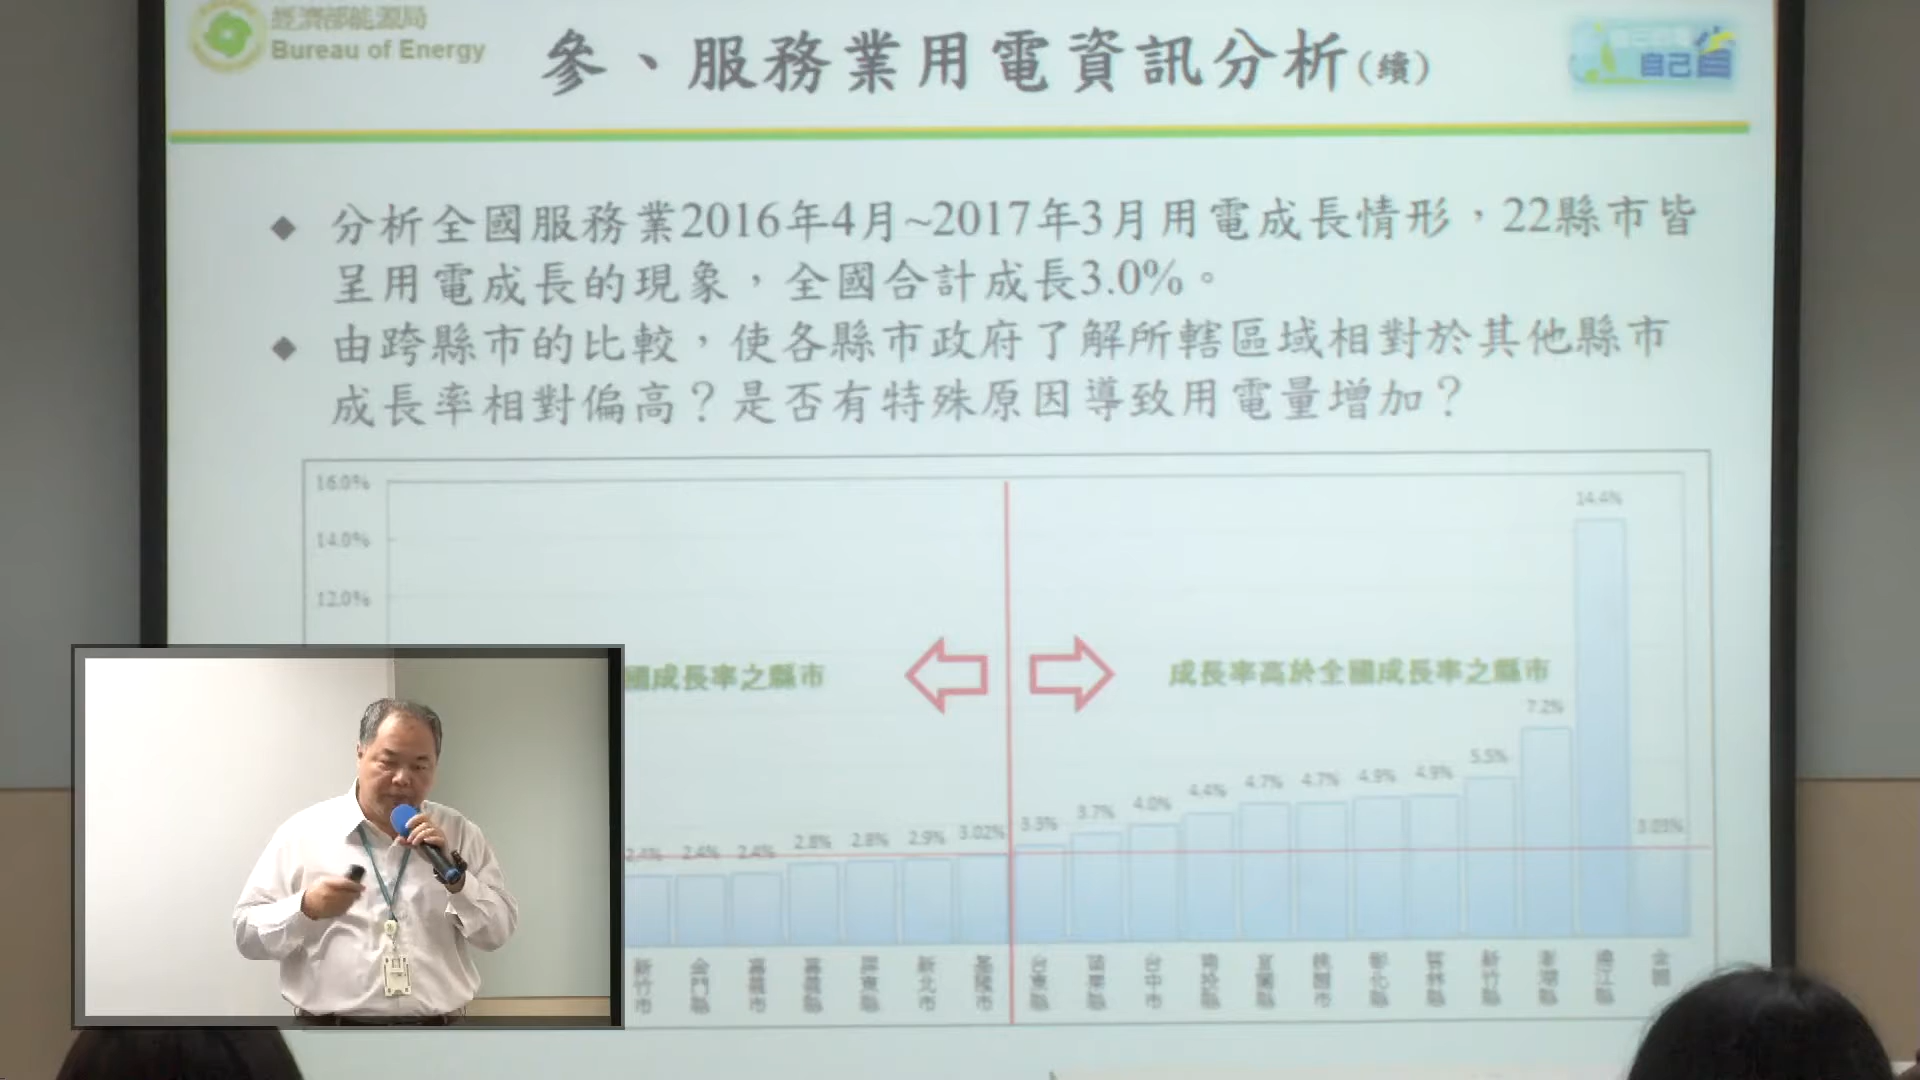 經濟部能源局
Bureau of Energy
參、服務業用電資訊分析(續)
自己
◆ 分析全國服務業2016年4月~2017年3月用電成長情形，22縣市皆
呈用電成長的現象，全國合計成長3.0%。
◆ 由跨縣市的比較，使各縣市政府了解所轄區域相對於其他縣市
成長率相對偏高？是否有特殊原因導致用電量增加？
16.0%
14.0%
12.0%
國成長率之縣市
成長率高於全國成長率之縣市
2.4% 2.4% 2.4% 2.8% 2.8% 2.9% 3.02% 3.3% 3.7% 4.0% 4.4% 4.7% 4.7% 4.9% 4.9% 5.5% 7.2% 14.4% 3.03%
新竹市 金門縣 嘉義市 嘉義縣 屏東縣 新北市 基隆市 台東縣 苗栗縣 台中市 南投縣 宜蘭縣 桃園市 彰化縣 雲林縣 新竹縣 澎湖縣 連江縣 全國